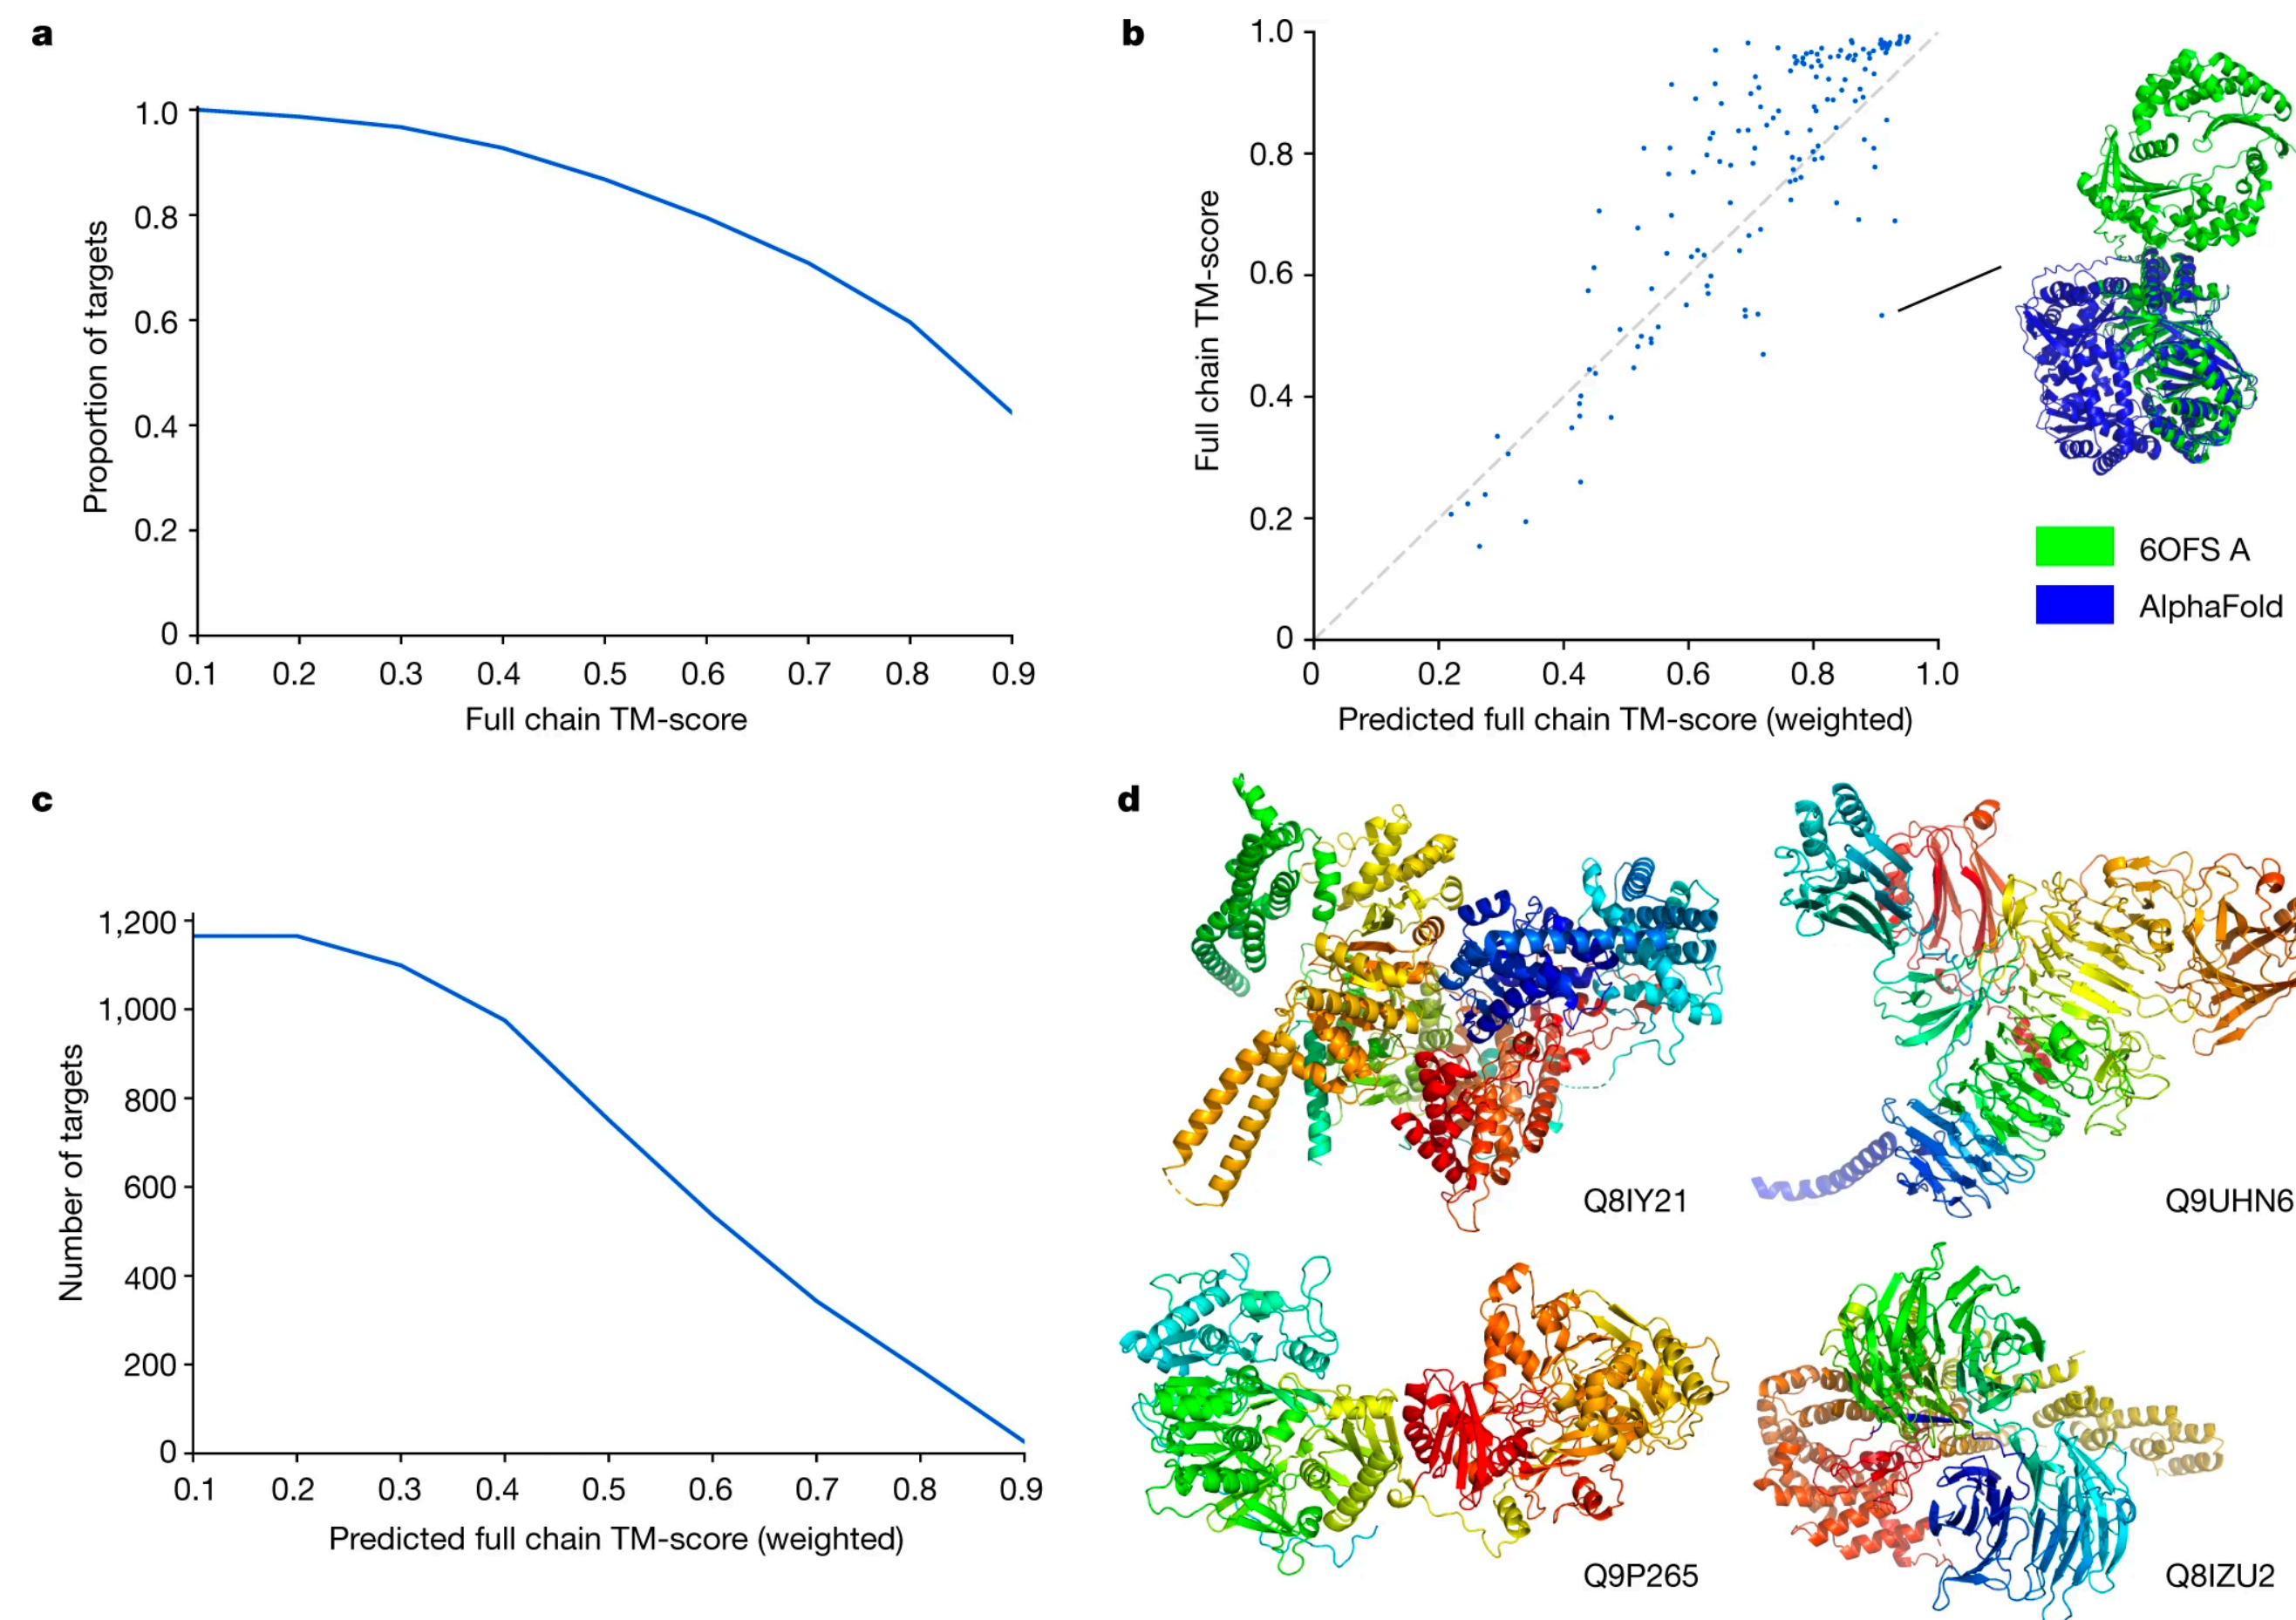 a
1.0
0.8
0.6
0.4
0.2
0
Proportion of targets
0.1 0.2 0.3 0.4 0.5 0.6 0.7 0.8 0.9
Full chain TM-score
b
1.0
0.8
0.6
0.4
0.2
0
Full chain TM-score
0 0.2 0.4 0.6 0.8 1.0
Predicted full chain TM-score (weighted)
6OFS A
AlphaFold
c
1,200
1,000
800
600
400
200
0
Number of targets
0.1 0.2 0.3 0.4 0.5 0.6 0.7 0.8 0.9
Predicted full chain TM-score (weighted)
d
Q8IY21
Q9UHN6
Q9P265
Q8IZU2